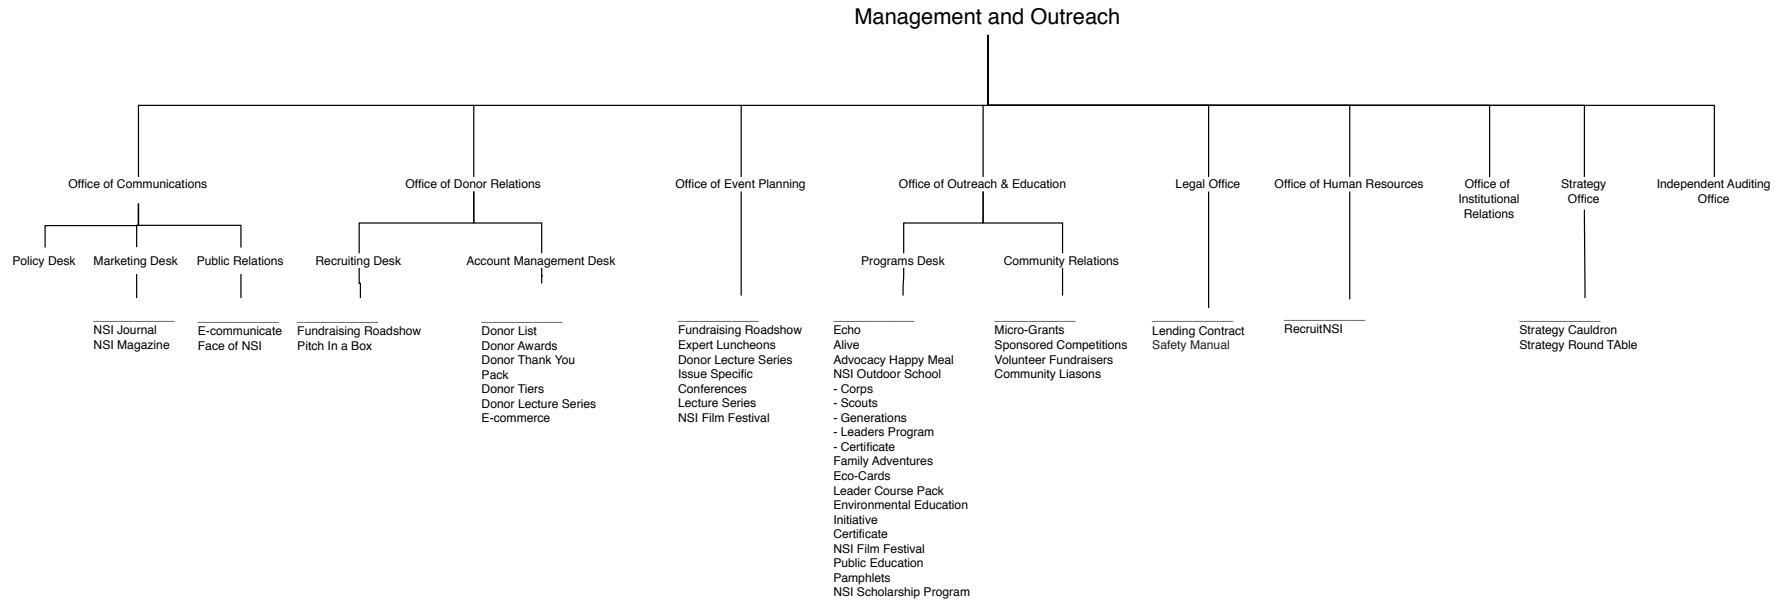 Management and Outreach
Office of Communications
Office of Donor Relations
Office of Event Planning
Office of Outreach & Education
Legal Office
Office of Human Resources
Office of
Institutional
Relations
Strategy
Office
Independent Auditing
Office
Policy Desk
Marketing Desk
Public Relations
Recruiting Desk
Account Management Desk
Programs Desk
Community Relations
NSI Journal
NSI Magazine
E-communicate
Face of NSI
Fundraising Roadshow
Pitch In a Box
Donor List
Donor Awards
Donor Thank You
Pack
Donor Tiers
Donor Lecture Series
E-commerce
Fundraising Roadshow
Expert Luncheons
Donor Lecture Series
Issue Specific
Conferences
Lecture Series
NSI Film Festival
Echo
Alive
Advocacy Happy Meal
NSI Outdoor School
- Corps
- Scouts
- Generations
- Leaders Program
- Certificate
Family Adventures
Eco-Cards
Leader Course Pack
Environmental Education
Initiative
Certificate
NSI Film Festival
Public Education
Pamphlets
NSI Scholarship Program
Micro-Grants
Sponsored Competitions
Volunteer Fundraisers
Community Liasons
Lending Contract
Safety Manual
RecruitNSI
Strategy Cauldron
Strategy Round TAble